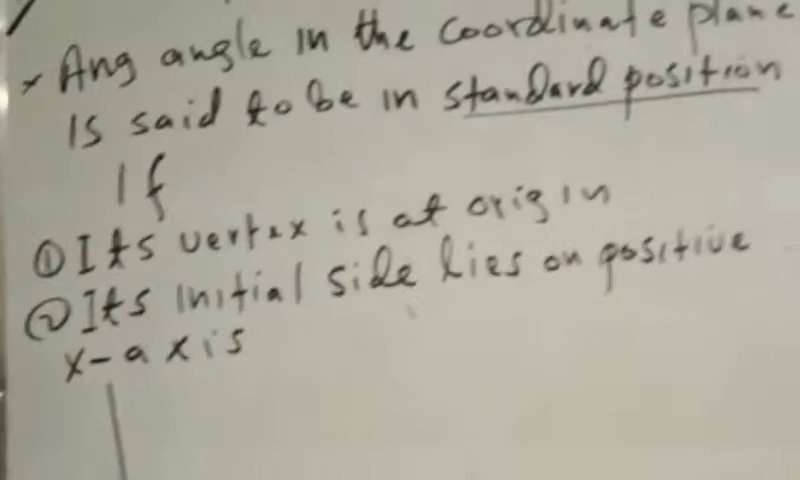 * Ang angle in the coordinate plane
is said to be in standard position
If
① Its vertex is at origin
② Its initial side lies on positive
x-axis